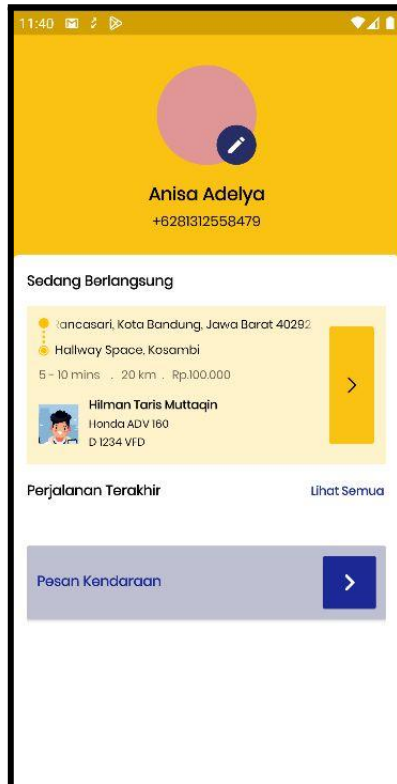 11:40
Anisa Adelya
+6281312558479
Sedang Berlangsung
Rancasari, Kota Bandung, Jawa Barat 40292
Hallway Space, Kosambi
5 - 10 mins . 20 km . Rp.100.000
Hilman Taris Muttaqin
Honda ADV 160
D 1234 VFD
Perjalanan Terakhir
Lihat Semua
Pesan Kendaraan